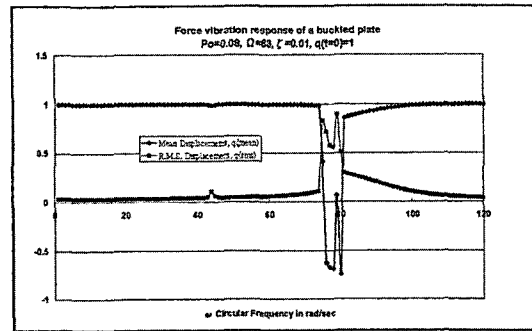 Force vibration response of a buckled plate
Po=0.08, Ω=63, ζ=0.01, q(t=0)=1
1.5
1
0.5
0
-0.5
-1
0
20
40
60
80
100
120
Mean Displacement, q(mean)
R.M.S. Displacement, q(rms)
ω Circular Frequency in rad/sec